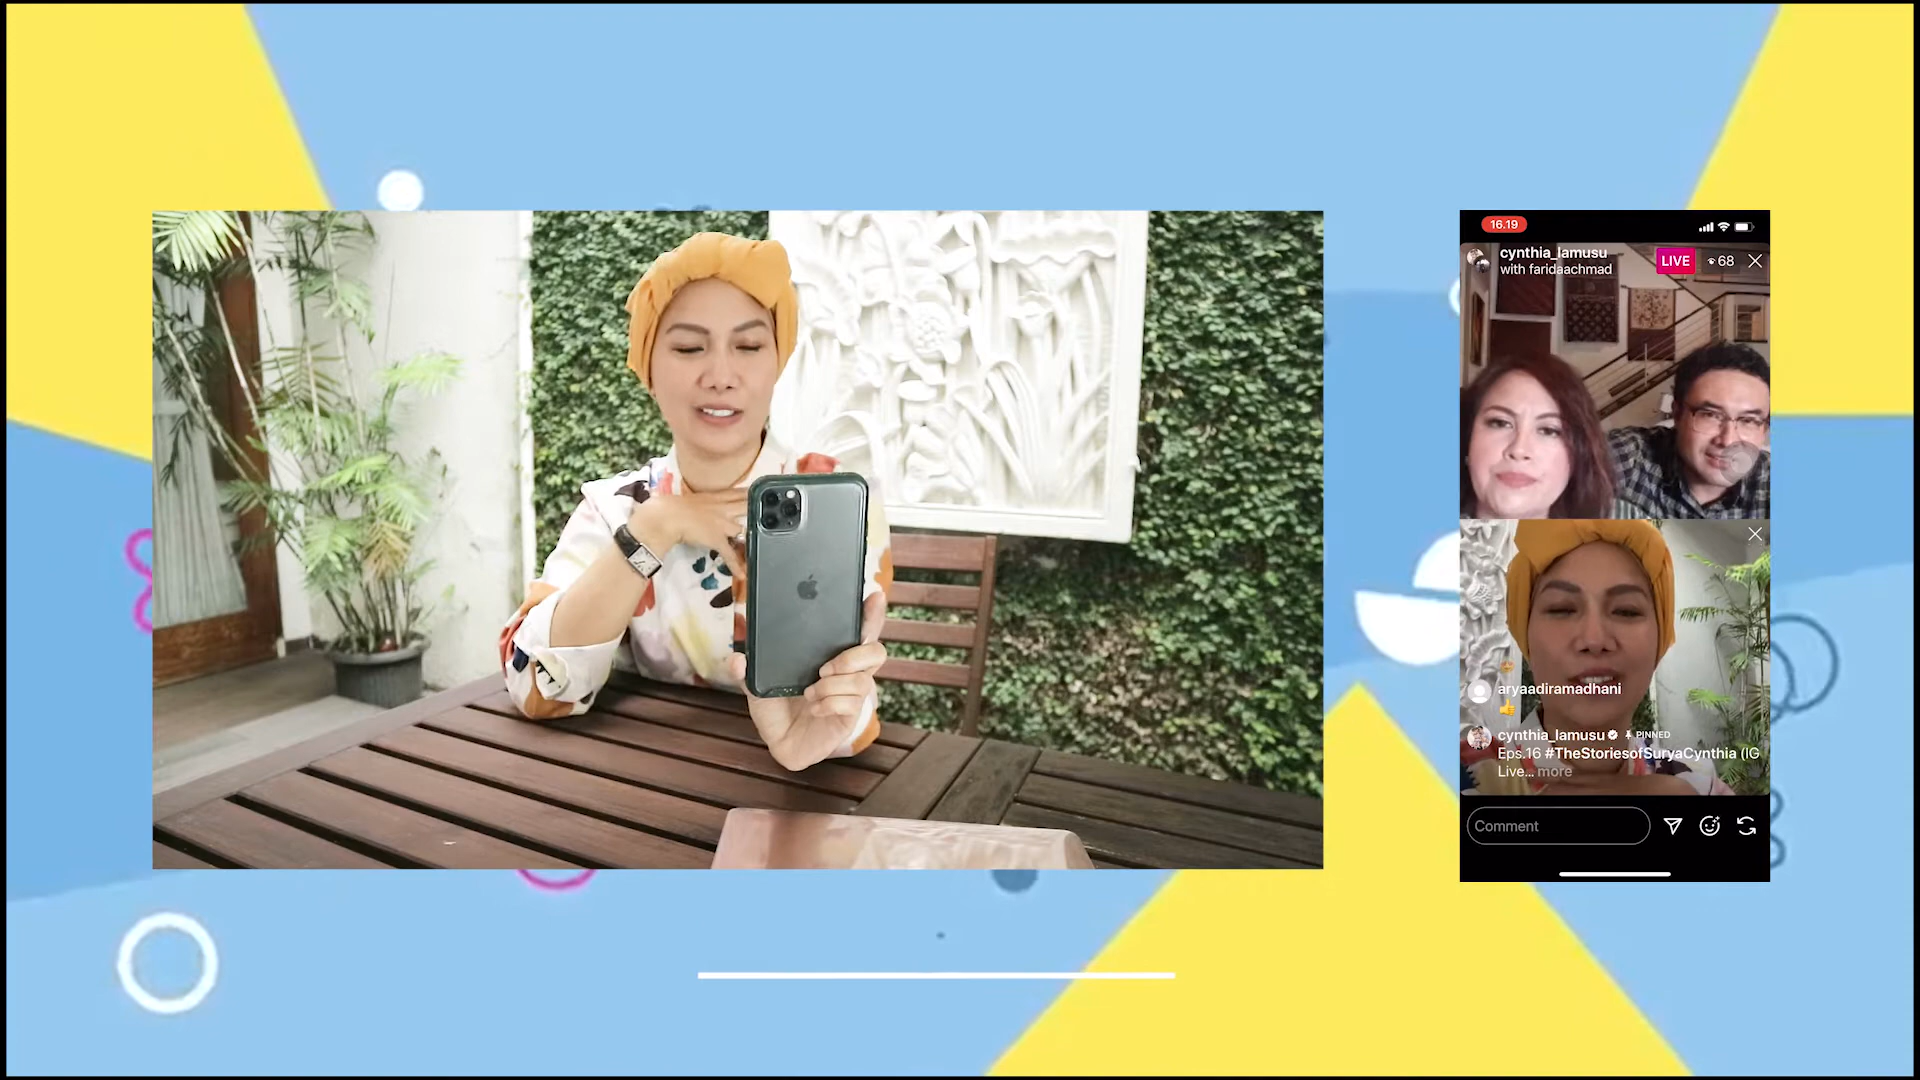 16.19
cynthia_lamusu
with faridaachmad
LIVE
68
aryaadiramadhani
cynthia_lamusu PINNED
Eps.16 #TheStoriesofSuryaCynthia (IG
Live... more
Comment